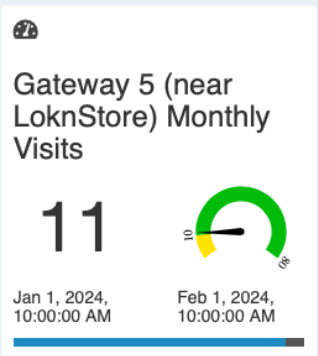 Gateway 5 (near
LoknStore) Monthly
Visits
11
10
80
Jan 1, 2024,
10:00:00 AM
Feb 1, 2024,
10:00:00 AM